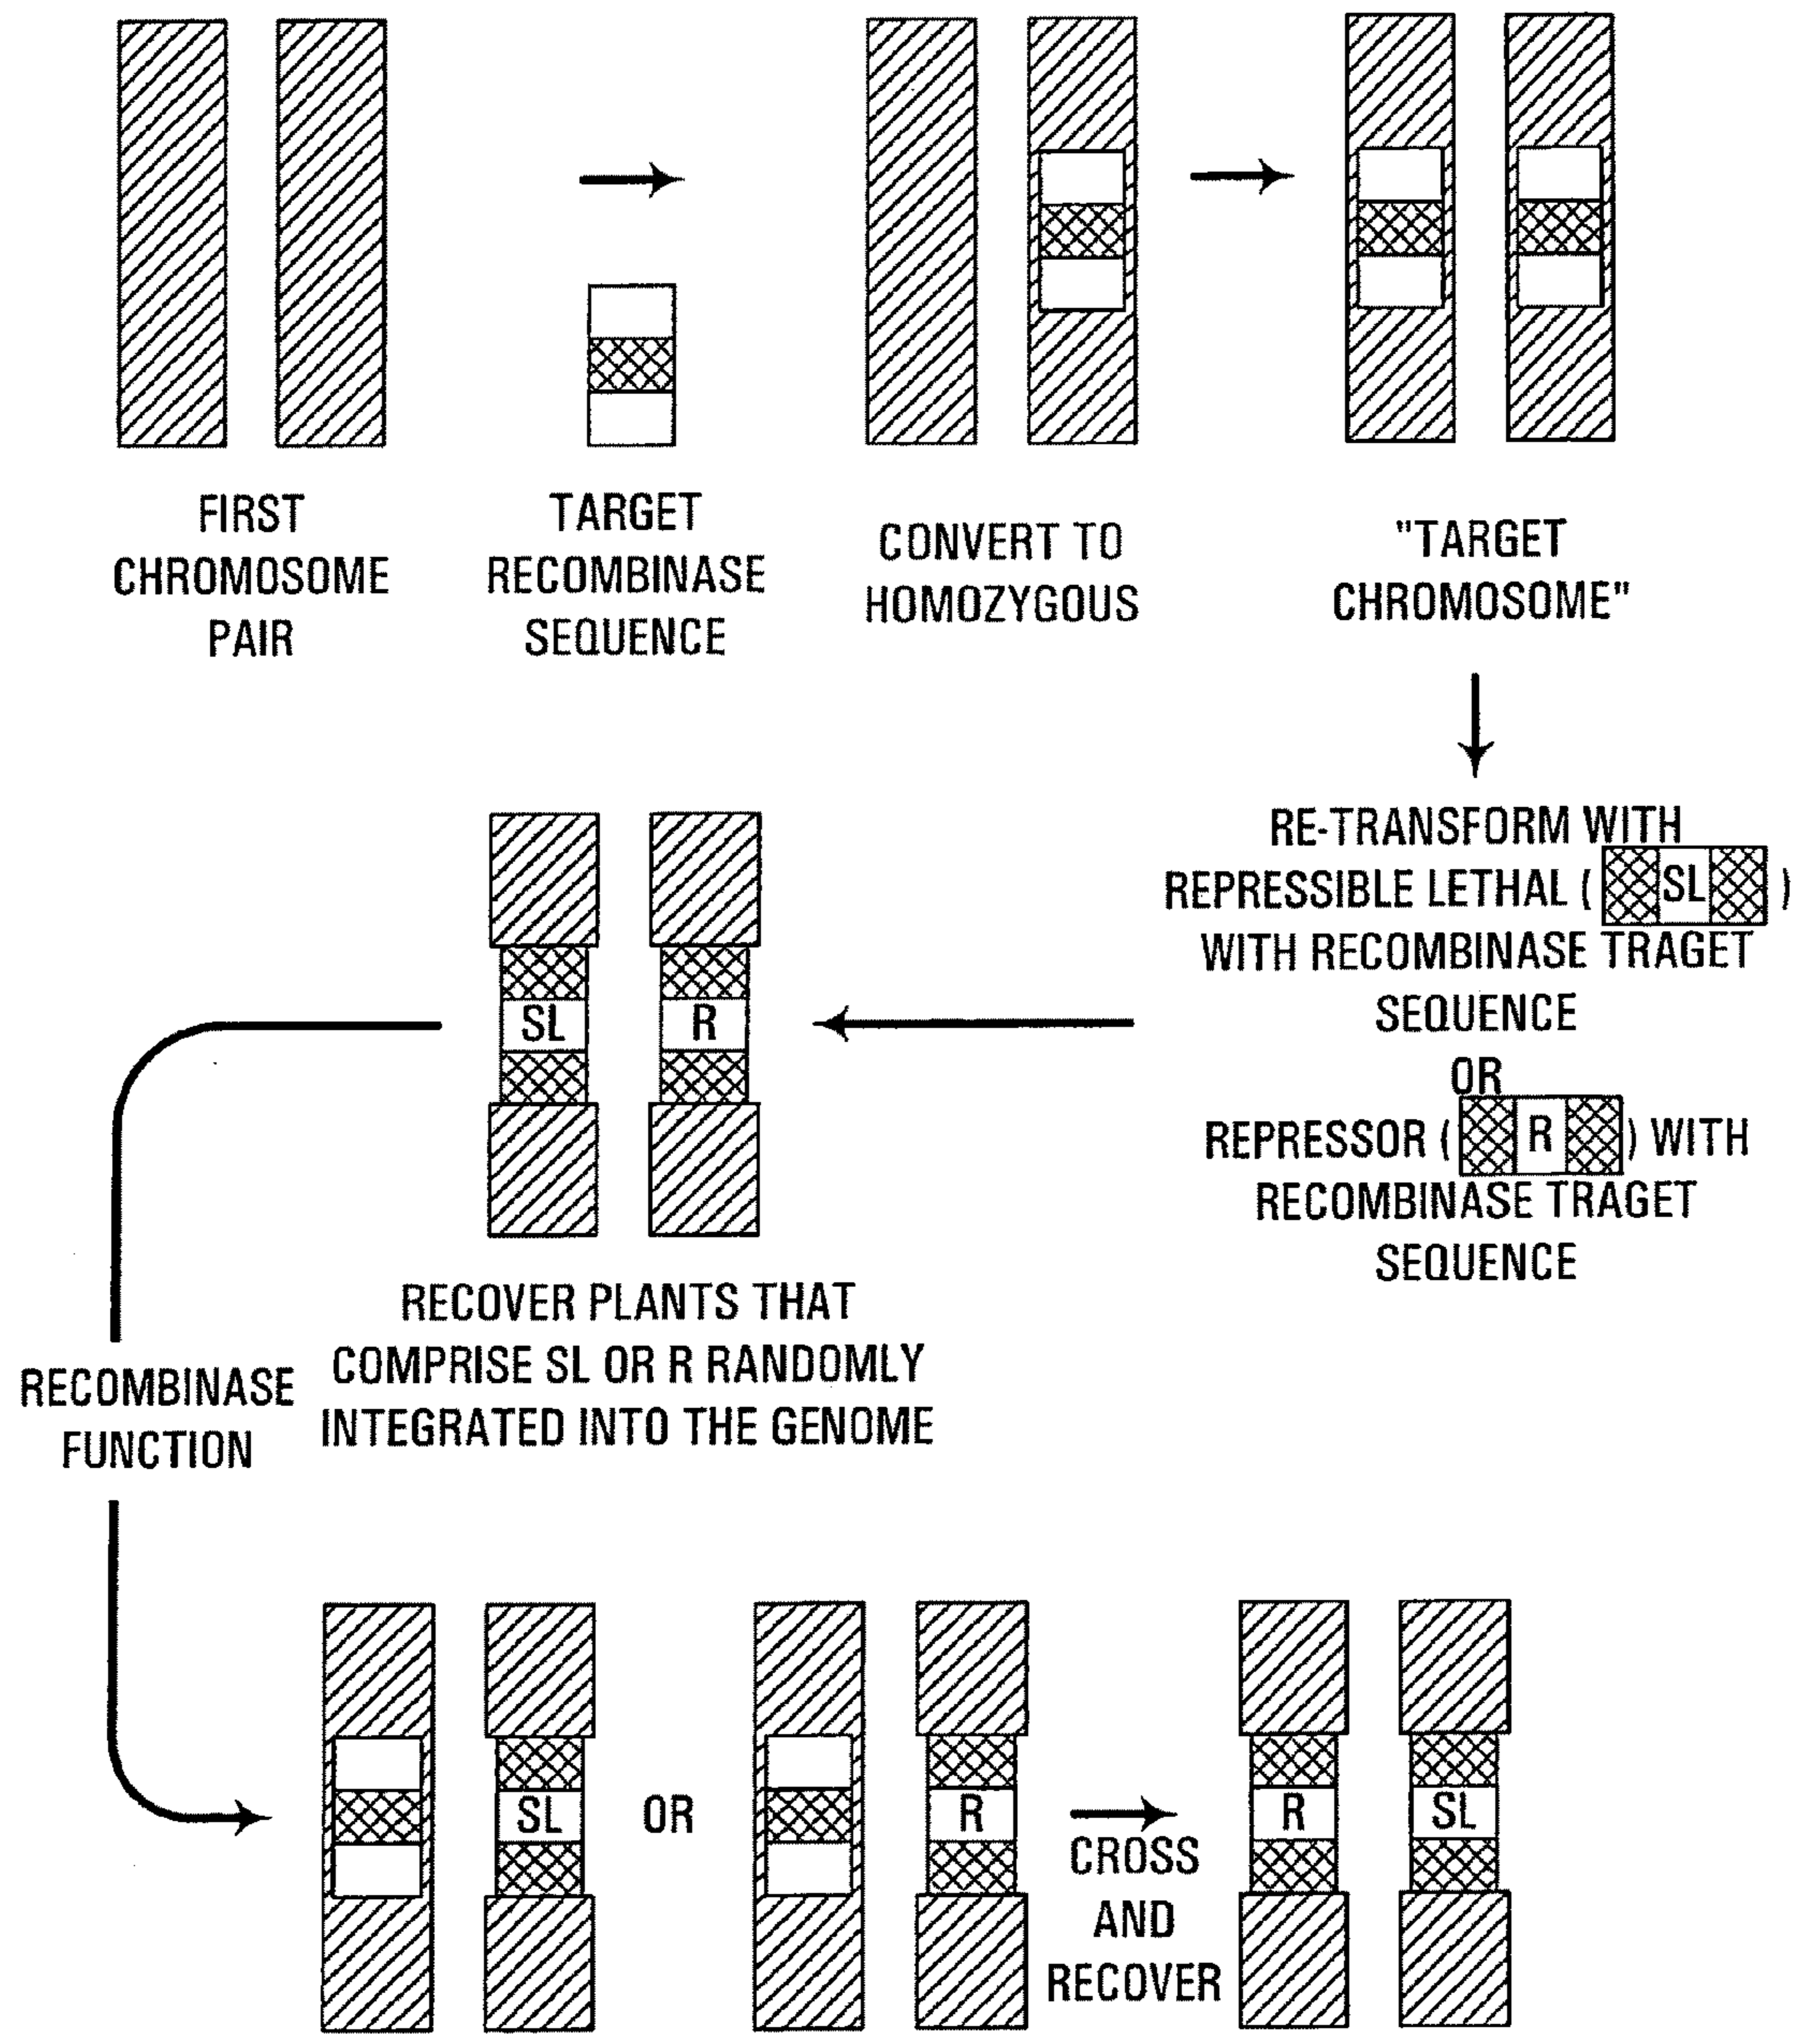 FIRST
CHROMOSOME
PAIR
TARGET
RECOMBINASE
SEQUENCE
CONVERT TO
HOMOZYGOUS
"TARGET
CHROMOSOME"
RE-TRANSFORM WITH
REPRESSIBLE LETHAL ( SL )
WITH RECOMBINASE TRAGET
SEQUENCE
OR
REPRESSOR ( R ) WITH
RECOMBINASE TRAGET
SEQUENCE
SL R
RECOVER PLANTS THAT
COMPRISE SL OR R RANDOMLY
INTEGRATED INTO THE GENOME
RECOMBINASE
FUNCTION
SL OR R
CROSS
AND
RECOVER
R SL